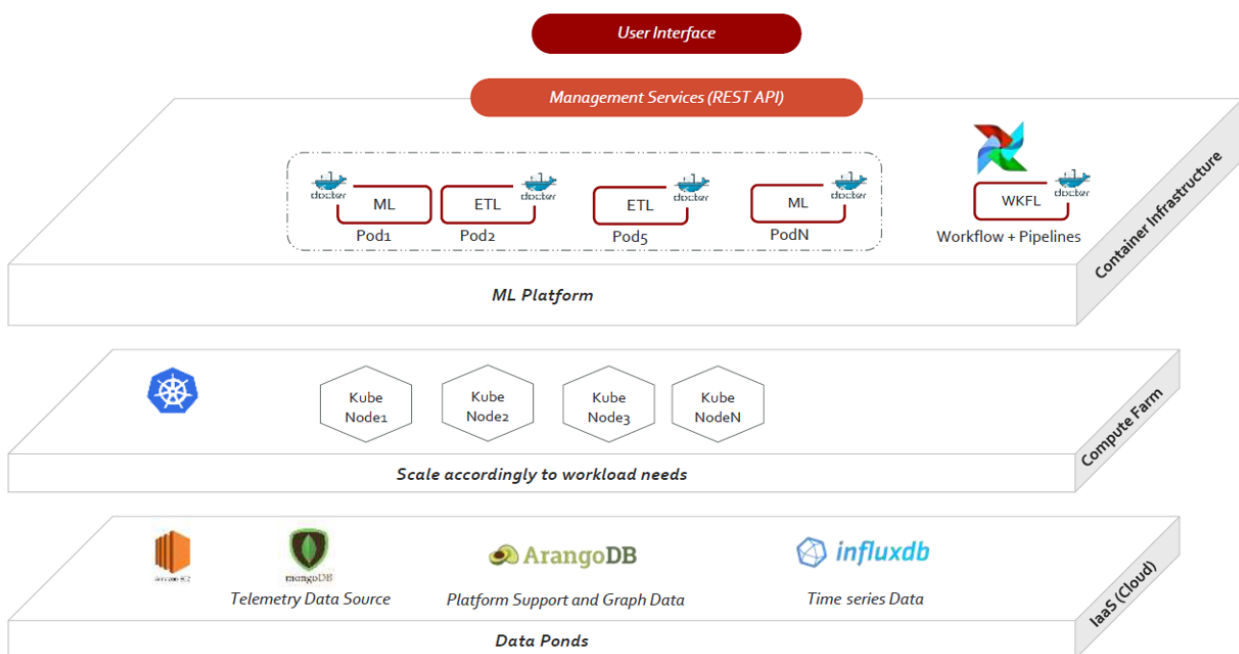 User Interface
Management Services (REST API)
docker
ML
ETL
docker
ETL
docker
ML
docker
WKFL
docker
Pod1
Pod2
Pod5
PodN
Workflow + Pipelines
Container Infrastructure
ML Platform
Kube
Node1
Kube
Node2
Kube
Node3
Kube
NodeN
Compute Farm
Scale accordingly to workload needs
mongoDB
ArangoDB
influxdb
Telemetry Data Source
Platform Support and Graph Data
Time series Data
IaaS (Cloud)
Data Ponds